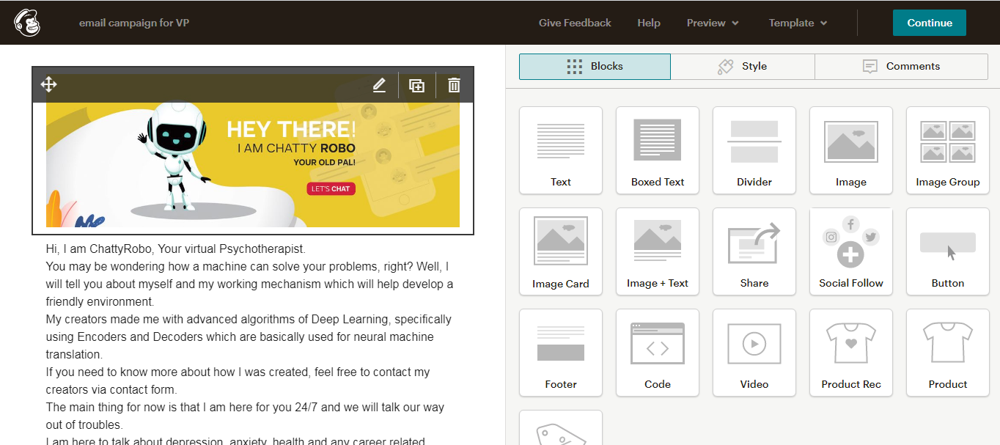 email campaign for VP
Give Feedback
Help
Preview
Template
Continue
Blocks
Style
Comments
HEY THERE!
I AM CHATTY ROBO
YOUR OLD PAL!
LET'S CHAT
Hi, I am ChattyRobo, Your virtual Psychotherapist.
You may be wondering how a machine can solve your problems, right? Well, I
will tell you about myself and my working mechanism which will help develop a
friendly environment.
My creators made me with advanced algorithms of Deep Learning, specifically
using Encoders and Decoders which are basically used for neural machine
translation.
If you need to know more about how I was created, feel free to contact my
creators via contact form.
The main thing for now is that I am here for you 24/7 and we will talk our way
out of troubles.
I am here to talk about depression, anxiety, health and any career related
Text
Boxed Text
Divider
Image
Image Group
Image Card
Image + Text
Share
Social Follow
Button
Footer
Code
Video
Product Rec
Product